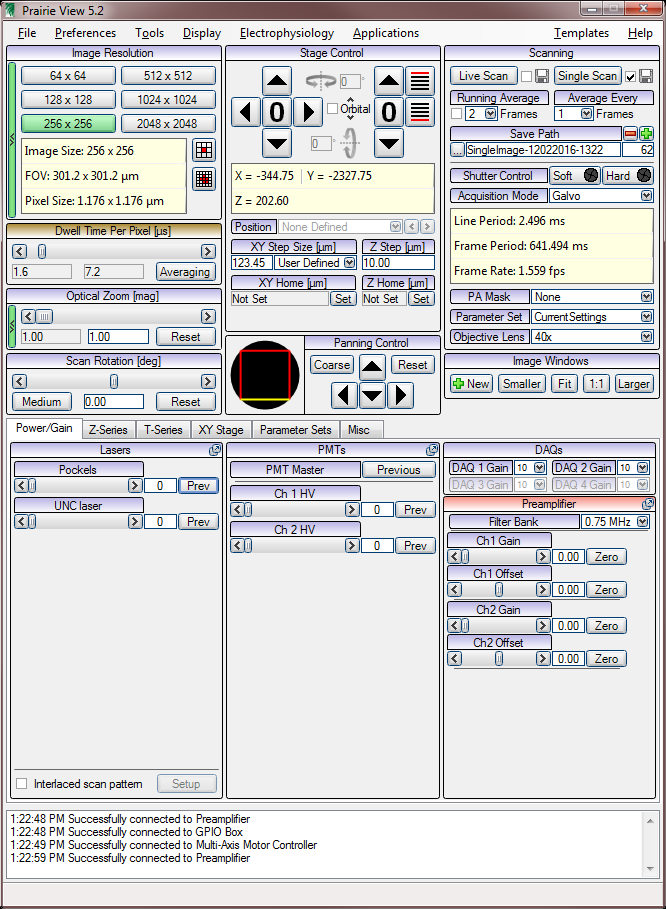 Prairie View 5.2
File Preferences Tools Display Electrophysiology Applications Templates Help
Image Resolution
64 x 64 512 x 512
128 x 128 1024 x 1024
256 x 256 2048 x 2048
Image Size: 256 x 256
FOV: 301.2 x 301.2 µm
Pixel Size: 1.176 x 1.176 µm
Dwell Time Per Pixel [µs]
1.6 7.2 Averaging
Optical Zoom [mag]
1.00 1.00 Reset
Scan Rotation [deg]
Medium 0.00 Reset
Stage Control
0 °
0 Orbital 0
0 °
X = -344.75 Y = -2327.75
Z = 202.60
Position None Defined
XY Step Size [µm] Z Step [µm]
123.45 User Defined 10.00
XY Home [µm] Z Home [µm]
Not Set Set Not Set Set
Panning Control
Coarse Reset
Scanning
Live Scan Single Scan
Running Average Average Every
2 Frames 1 Frames
Save Path
... SingleImage-12022016-1322 62
Shutter Control Soft Hard
Acquisition Mode Galvo
Line Period: 2.496 ms
Frame Period: 641.494 ms
Frame Rate: 1.559 fps
PA Mask None
Parameter Set CurrentSettings
Objective Lens 40x
Image Windows
New Smaller Fit 1:1 Larger
Power/Gain Z-Series T-Series XY Stage Parameter Sets Misc
Lasers
Pockels
0 Prev
UNC laser
0 Prev
Interlaced scan pattern Setup
PMTs
PMT Master Previous
Ch 1 HV
0 Prev
Ch 2 HV
0 Prev
DAQs
DAQ 1 Gain 10 DAQ 2 Gain 10
DAQ 3 Gain 10 DAQ 4 Gain 10
Preamplifier
Filter Bank 0.75 MHz
Ch1 Gain
0.00 Zero
Ch1 Offset
0.00 Zero
Ch2 Gain
0.00 Zero
Ch2 Offset
0.00 Zero
1:22:48 PM Successfully connected to Preamplifier
1:22:48 PM Successfully connected to GPIO Box
1:22:49 PM Successfully connected to Multi-Axis Motor Controller
1:22:59 PM Successfully connected to Preamplifier